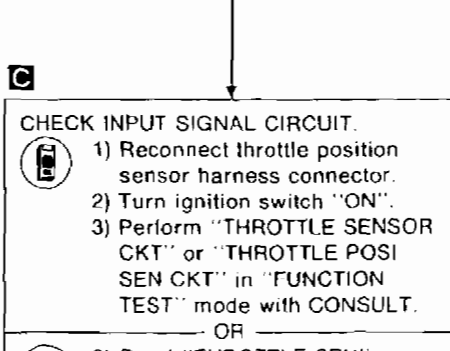 C
CHECK INPUT SIGNAL CIRCUIT.
1) Reconnect throttle position
sensor harness connector.
2) Turn ignition switch "ON".
3) Perform "THROTTLE SENSOR
CKT" or "THROTTLE POSI
SEN CKT" in "FUNCTION
TEST" mode with CONSULT.
OR